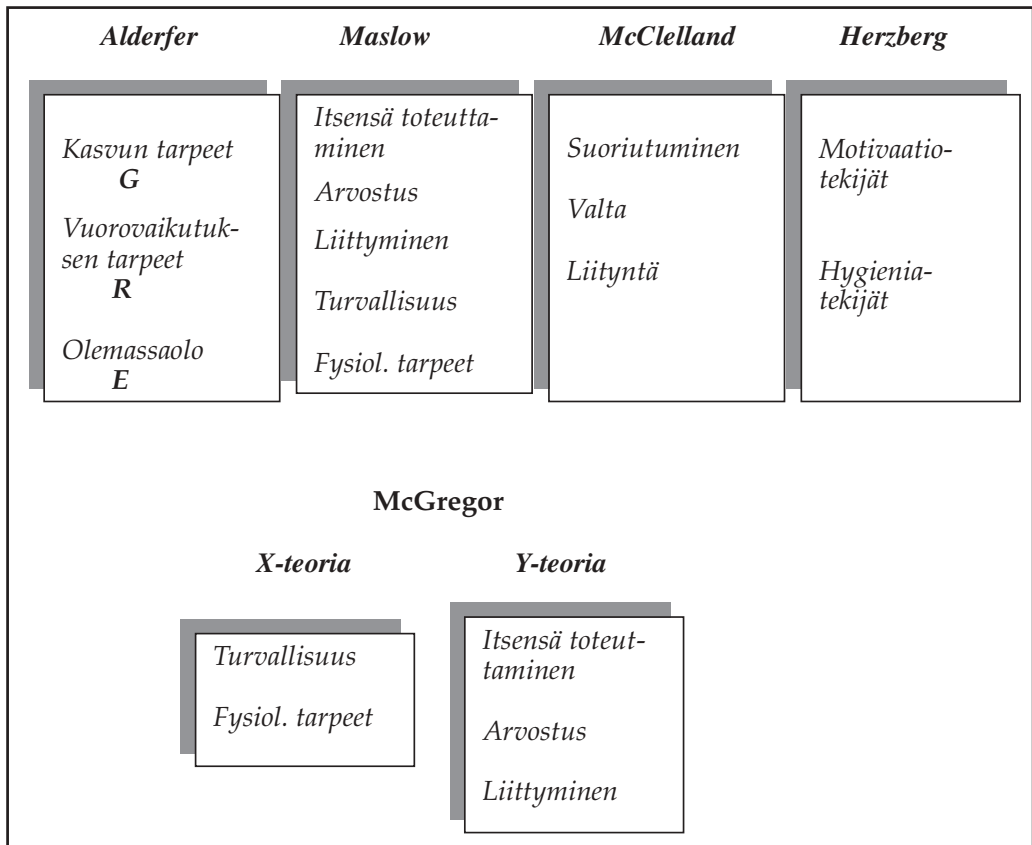 Alderfer
Maslow
McClelland
Herzberg
Kasvun tarpeet
G
Vuorovaikutuk-
sen tarpeet
R
Olemassaolo
E
Itsensä toteutta-
minen
Arvostus
Liittyminen
Turvallisuus
Fysiol. tarpeet
Suoriutuminen
Valta
Liityntä
Motivaatio-
tekijät
Hygienia-
tekijät
McGregor
X-teoria
Y-teoria
Turvallisuus
Fysiol. tarpeet
Itsensä toteut-
taminen
Arvostus
Liittyminen